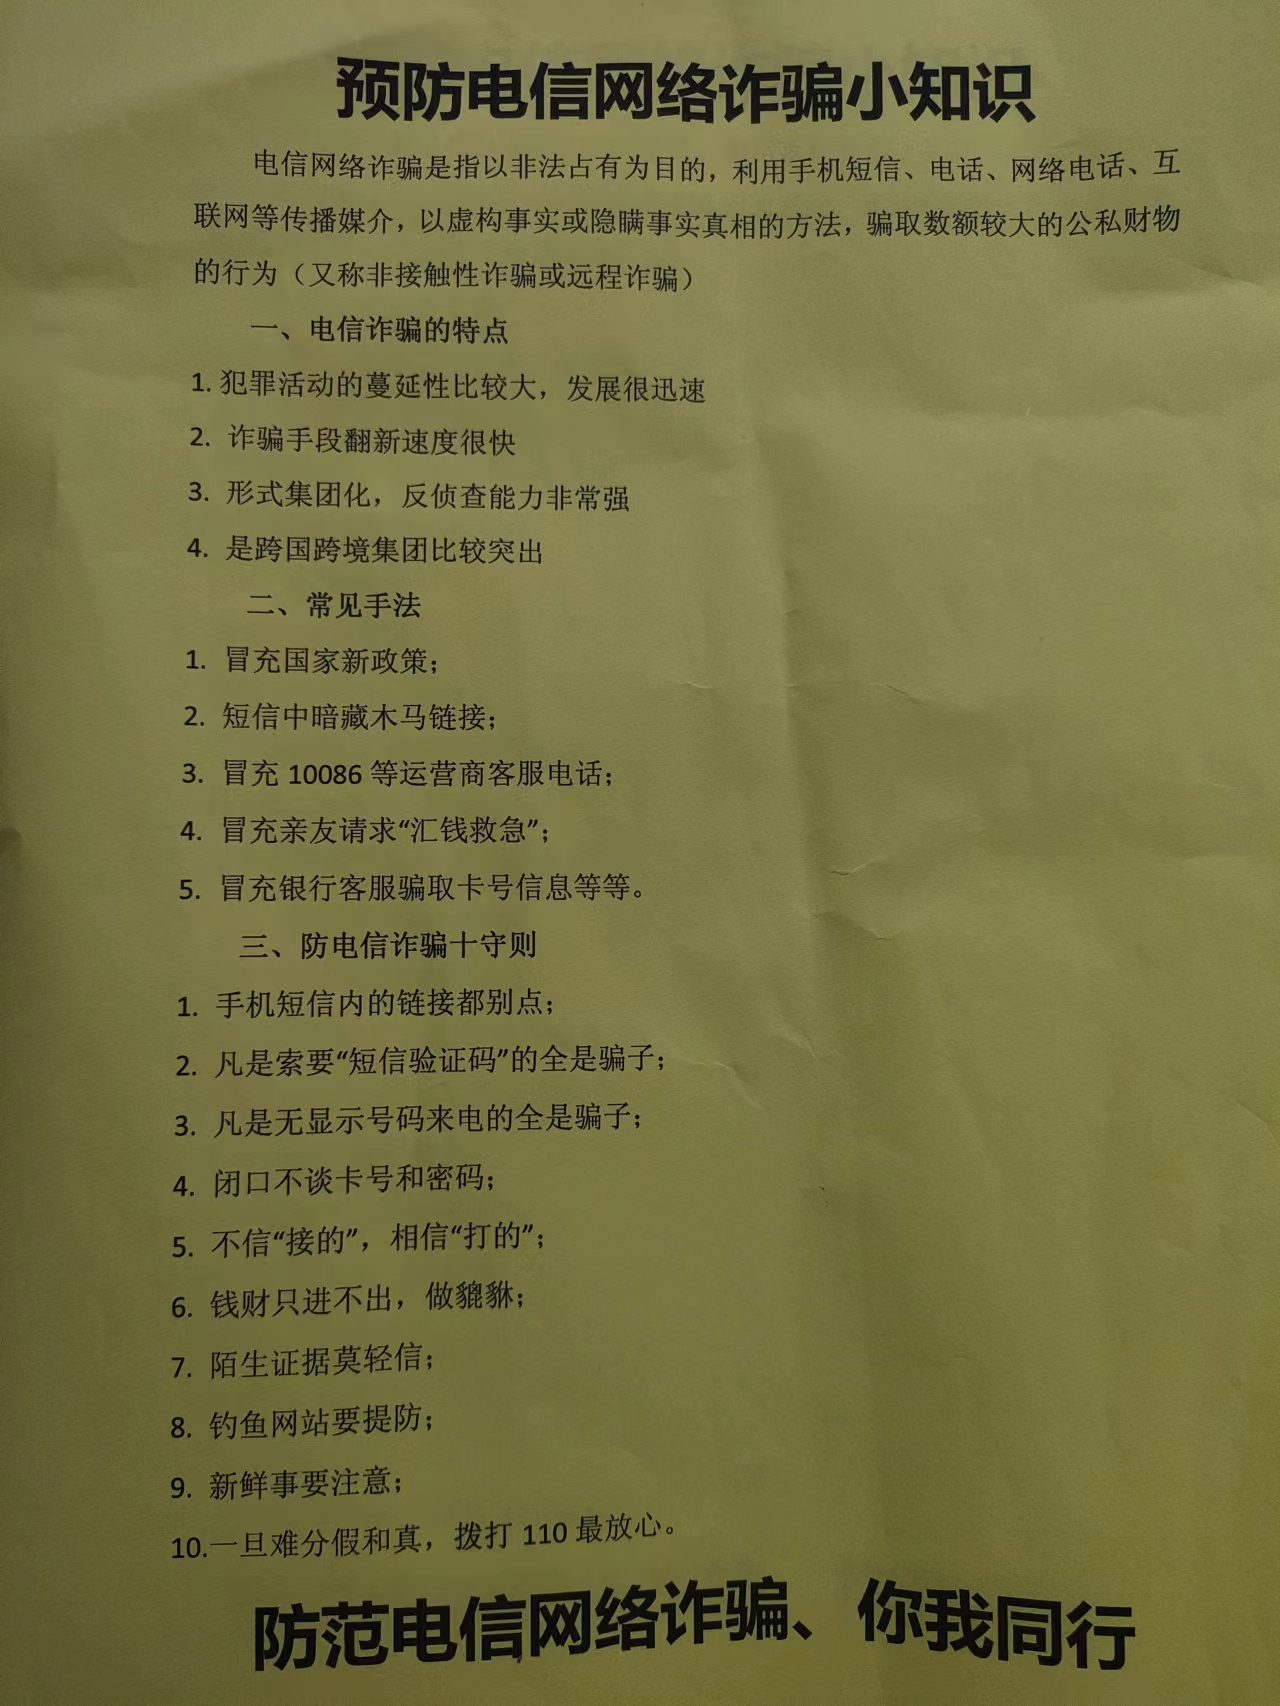 预防电信网络诈骗小知识
电信网络诈骗是指以非法占有为目的，利用手机短信、电话、网络电话、互
联网等传播媒介，以虚构事实或隐瞒事实真相的方法，骗取数额较大的公私财物
的行为（又称非接触性诈骗或远程诈骗）
一、电信诈骗的特点
1. 犯罪活动的蔓延性比较大，发展很迅速
2. 诈骗手段翻新速度很快
3. 形式集团化，反侦查能力非常强
4. 是跨国跨境集团比较突出
二、常见手法
1. 冒充国家新政策；
2. 短信中暗藏木马链接；
3. 冒充 10086 等运营商客服电话；
4. 冒充亲友请求“汇钱救急”；
5. 冒充银行客服骗取卡号信息等等。
三、防电信诈骗十守则
1. 手机短信内的链接都别点；
2. 凡是索要“短信验证码”的全是骗子；
3. 凡是无显示号码来电的全是骗子；
4. 闭口不谈卡号和密码；
5. 不信“接的”，相信“打的”；
6. 钱财只进不出，做貔貅；
7. 陌生证据莫轻信；
8. 钓鱼网站要提防；
9. 新鲜事要注意；
10.一旦难分假和真，拨打 110 最放心。
防范电信网络诈骗、你我同行